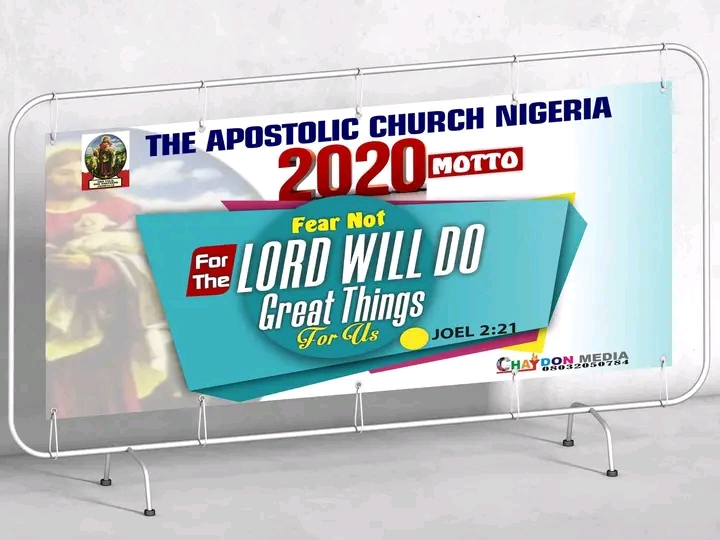 THE APOSTOLIC CHURCH NIGERIA
2020 MOTTO
Fear Not
For The LORD WILL DO
Great Things
For Us
JOEL 2:21
CHAYDON MEDIA
08032050784